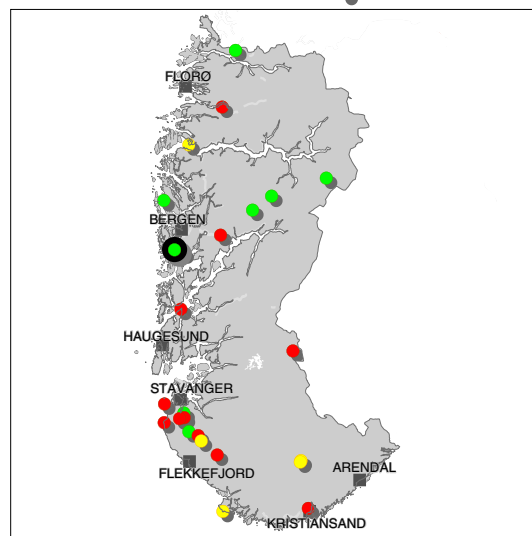 FLORØ
BERGEN
HAUGESUND
STAVANGER
FLEKKEFJORD
ARENDAL
KRISTIANSAND